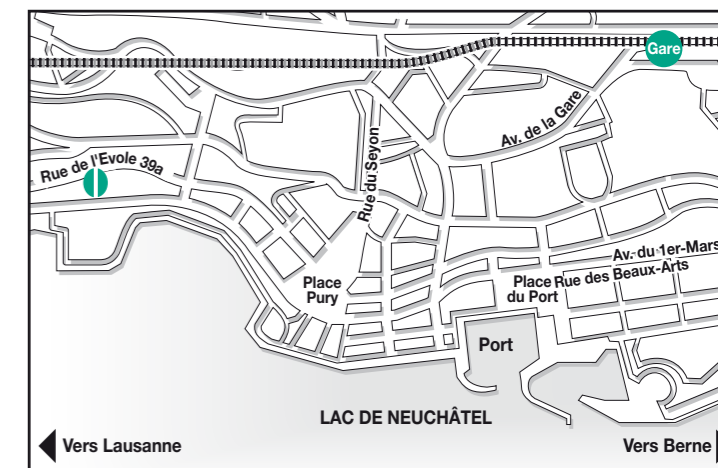 Gare
Av. de la Gare
Rue du Seyon
Rue de l'Evole 39a
Av. du 1er-Mars
Rue des Beaux-Arts
Place
Pury
Place
du Port
Port
LAC DE NEUCHÂTEL
Vers Lausanne
Vers Berne